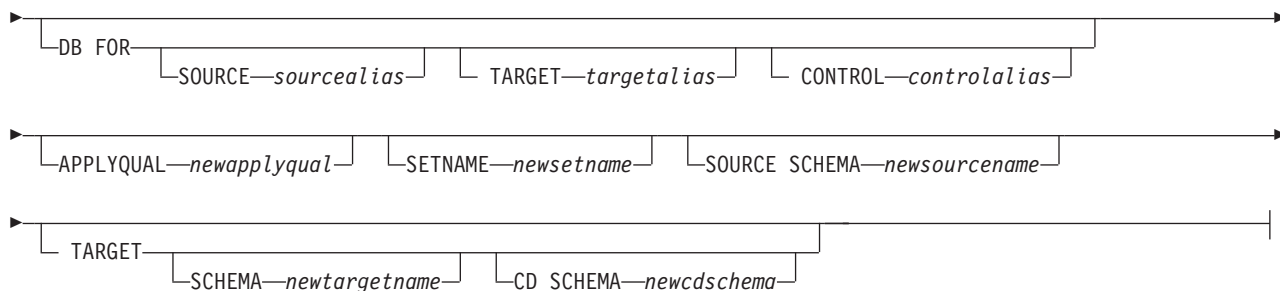 DB FOR
SOURCE sourcealias TARGET targetalias CONTROL controlalias
APPLYQUAL newapplyqual SETNAME newsetname SOURCE SCHEMA newsourcename
TARGET
SCHEMA newtargetname CD SCHEMA newcdschema